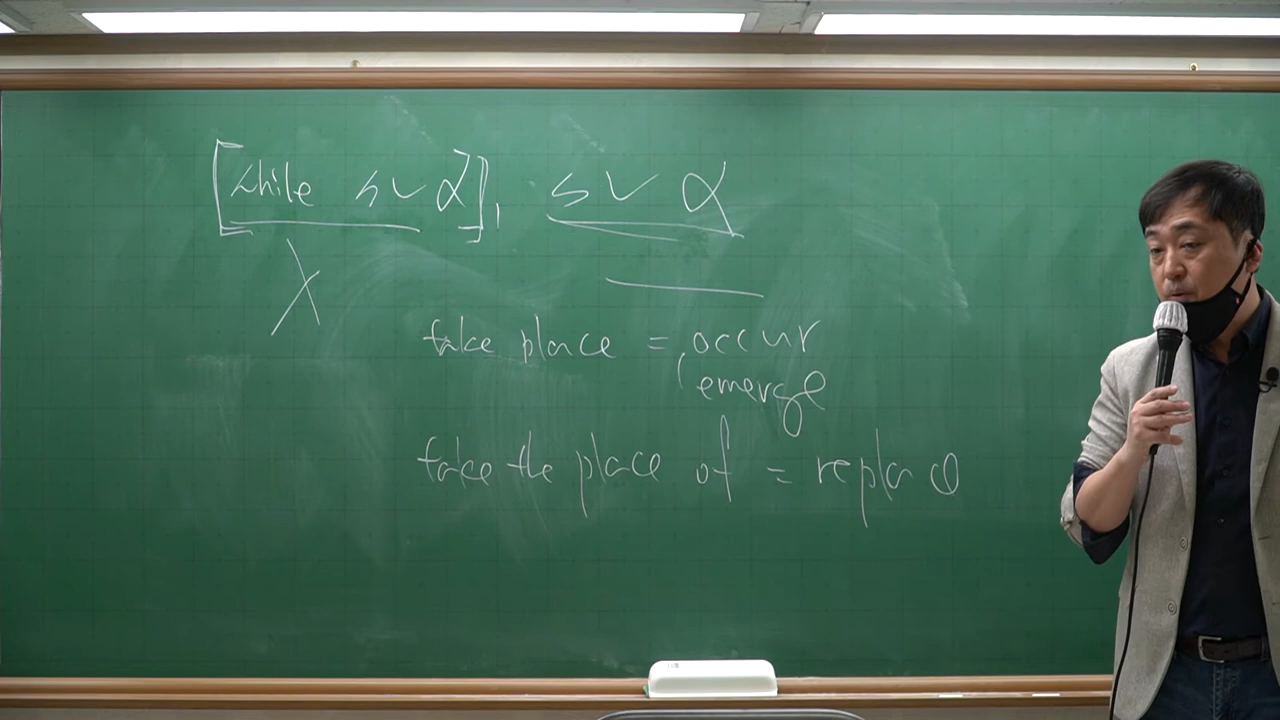 [while s v α], s v α
X
take place = occur
emerge
take the place of = replace